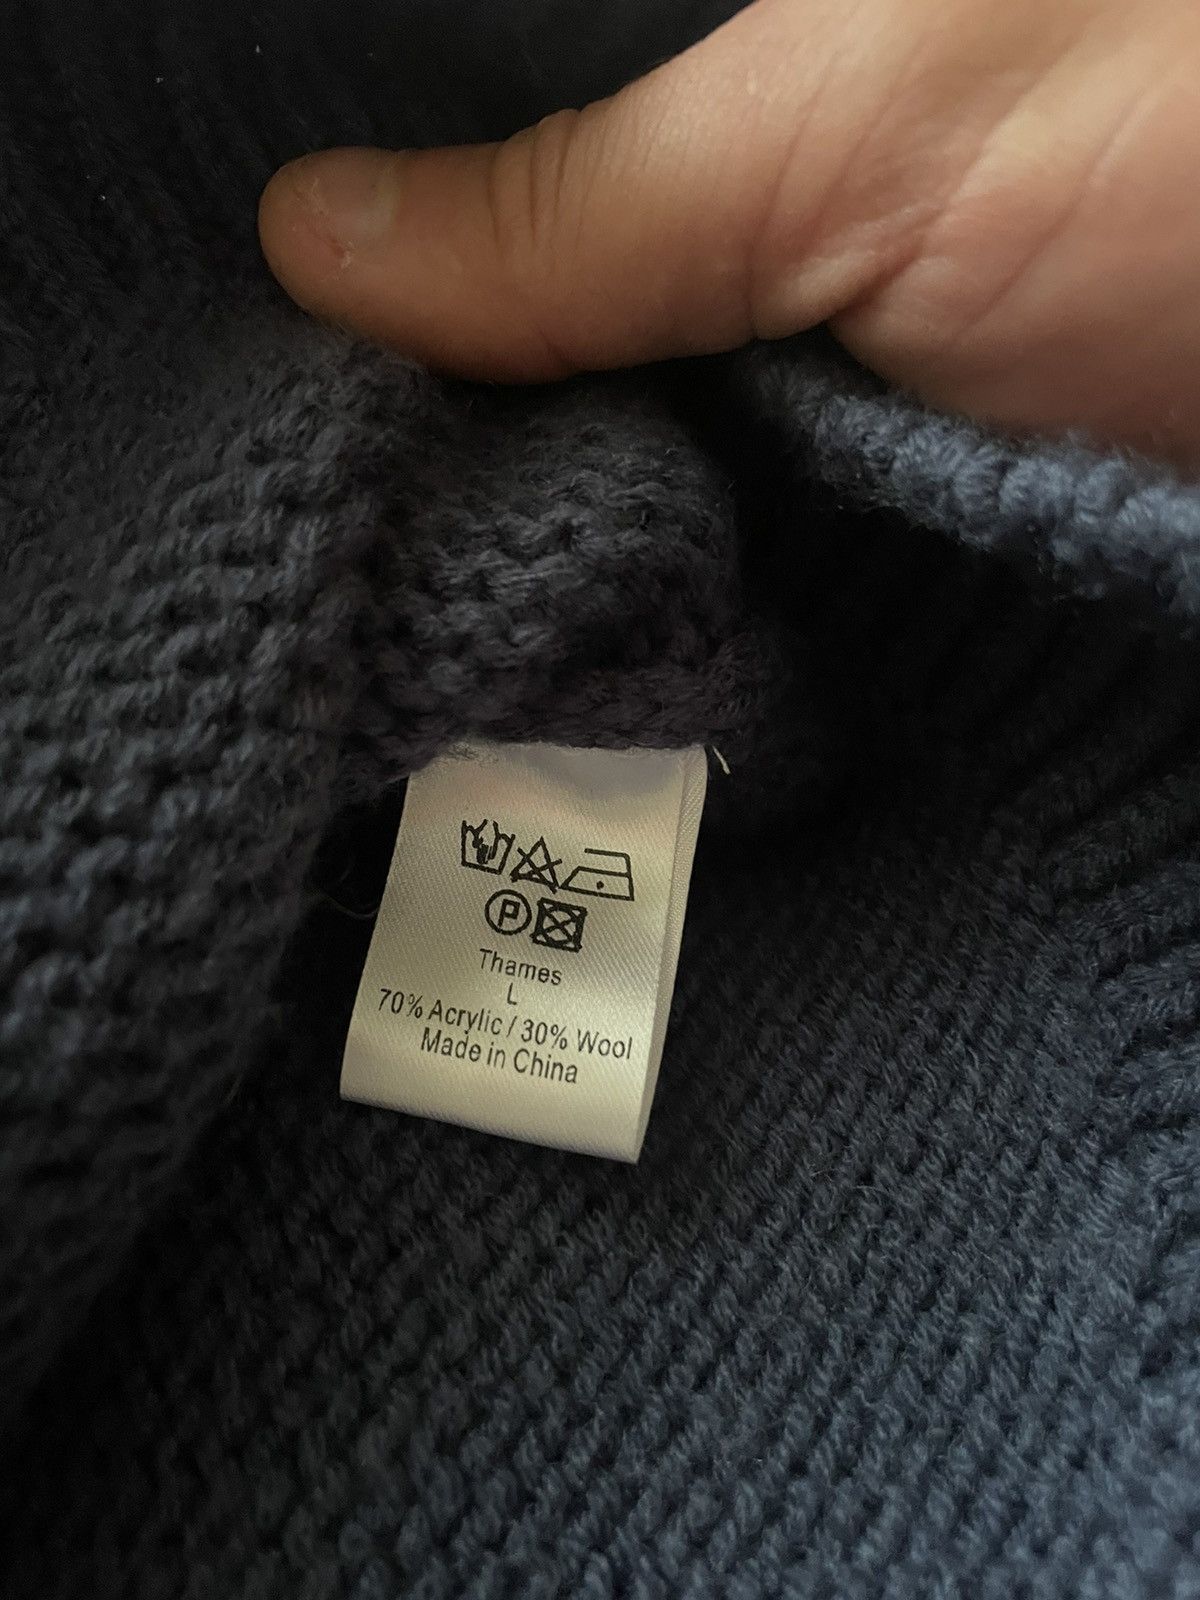 P
Thames
L
70% Acrylic / 30% Wool
Made in China